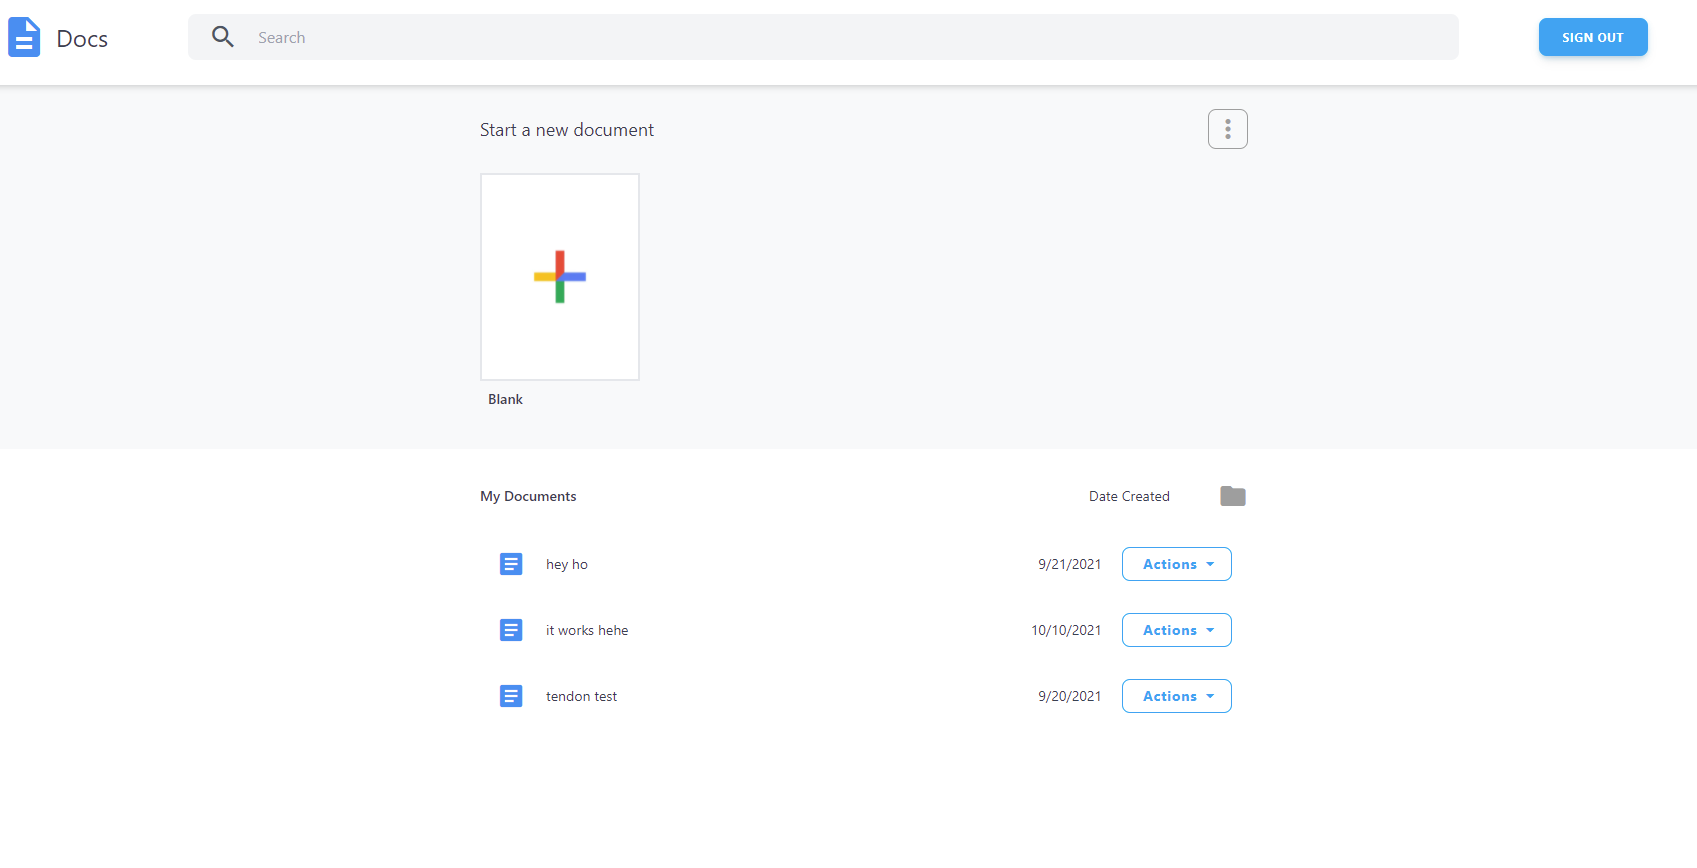 Docs
Search
SIGN OUT
Start a new document
Blank
My Documents
Date Created
hey ho
9/21/2021
Actions
it works hehe
10/10/2021
Actions
tendon test
9/20/2021
Actions